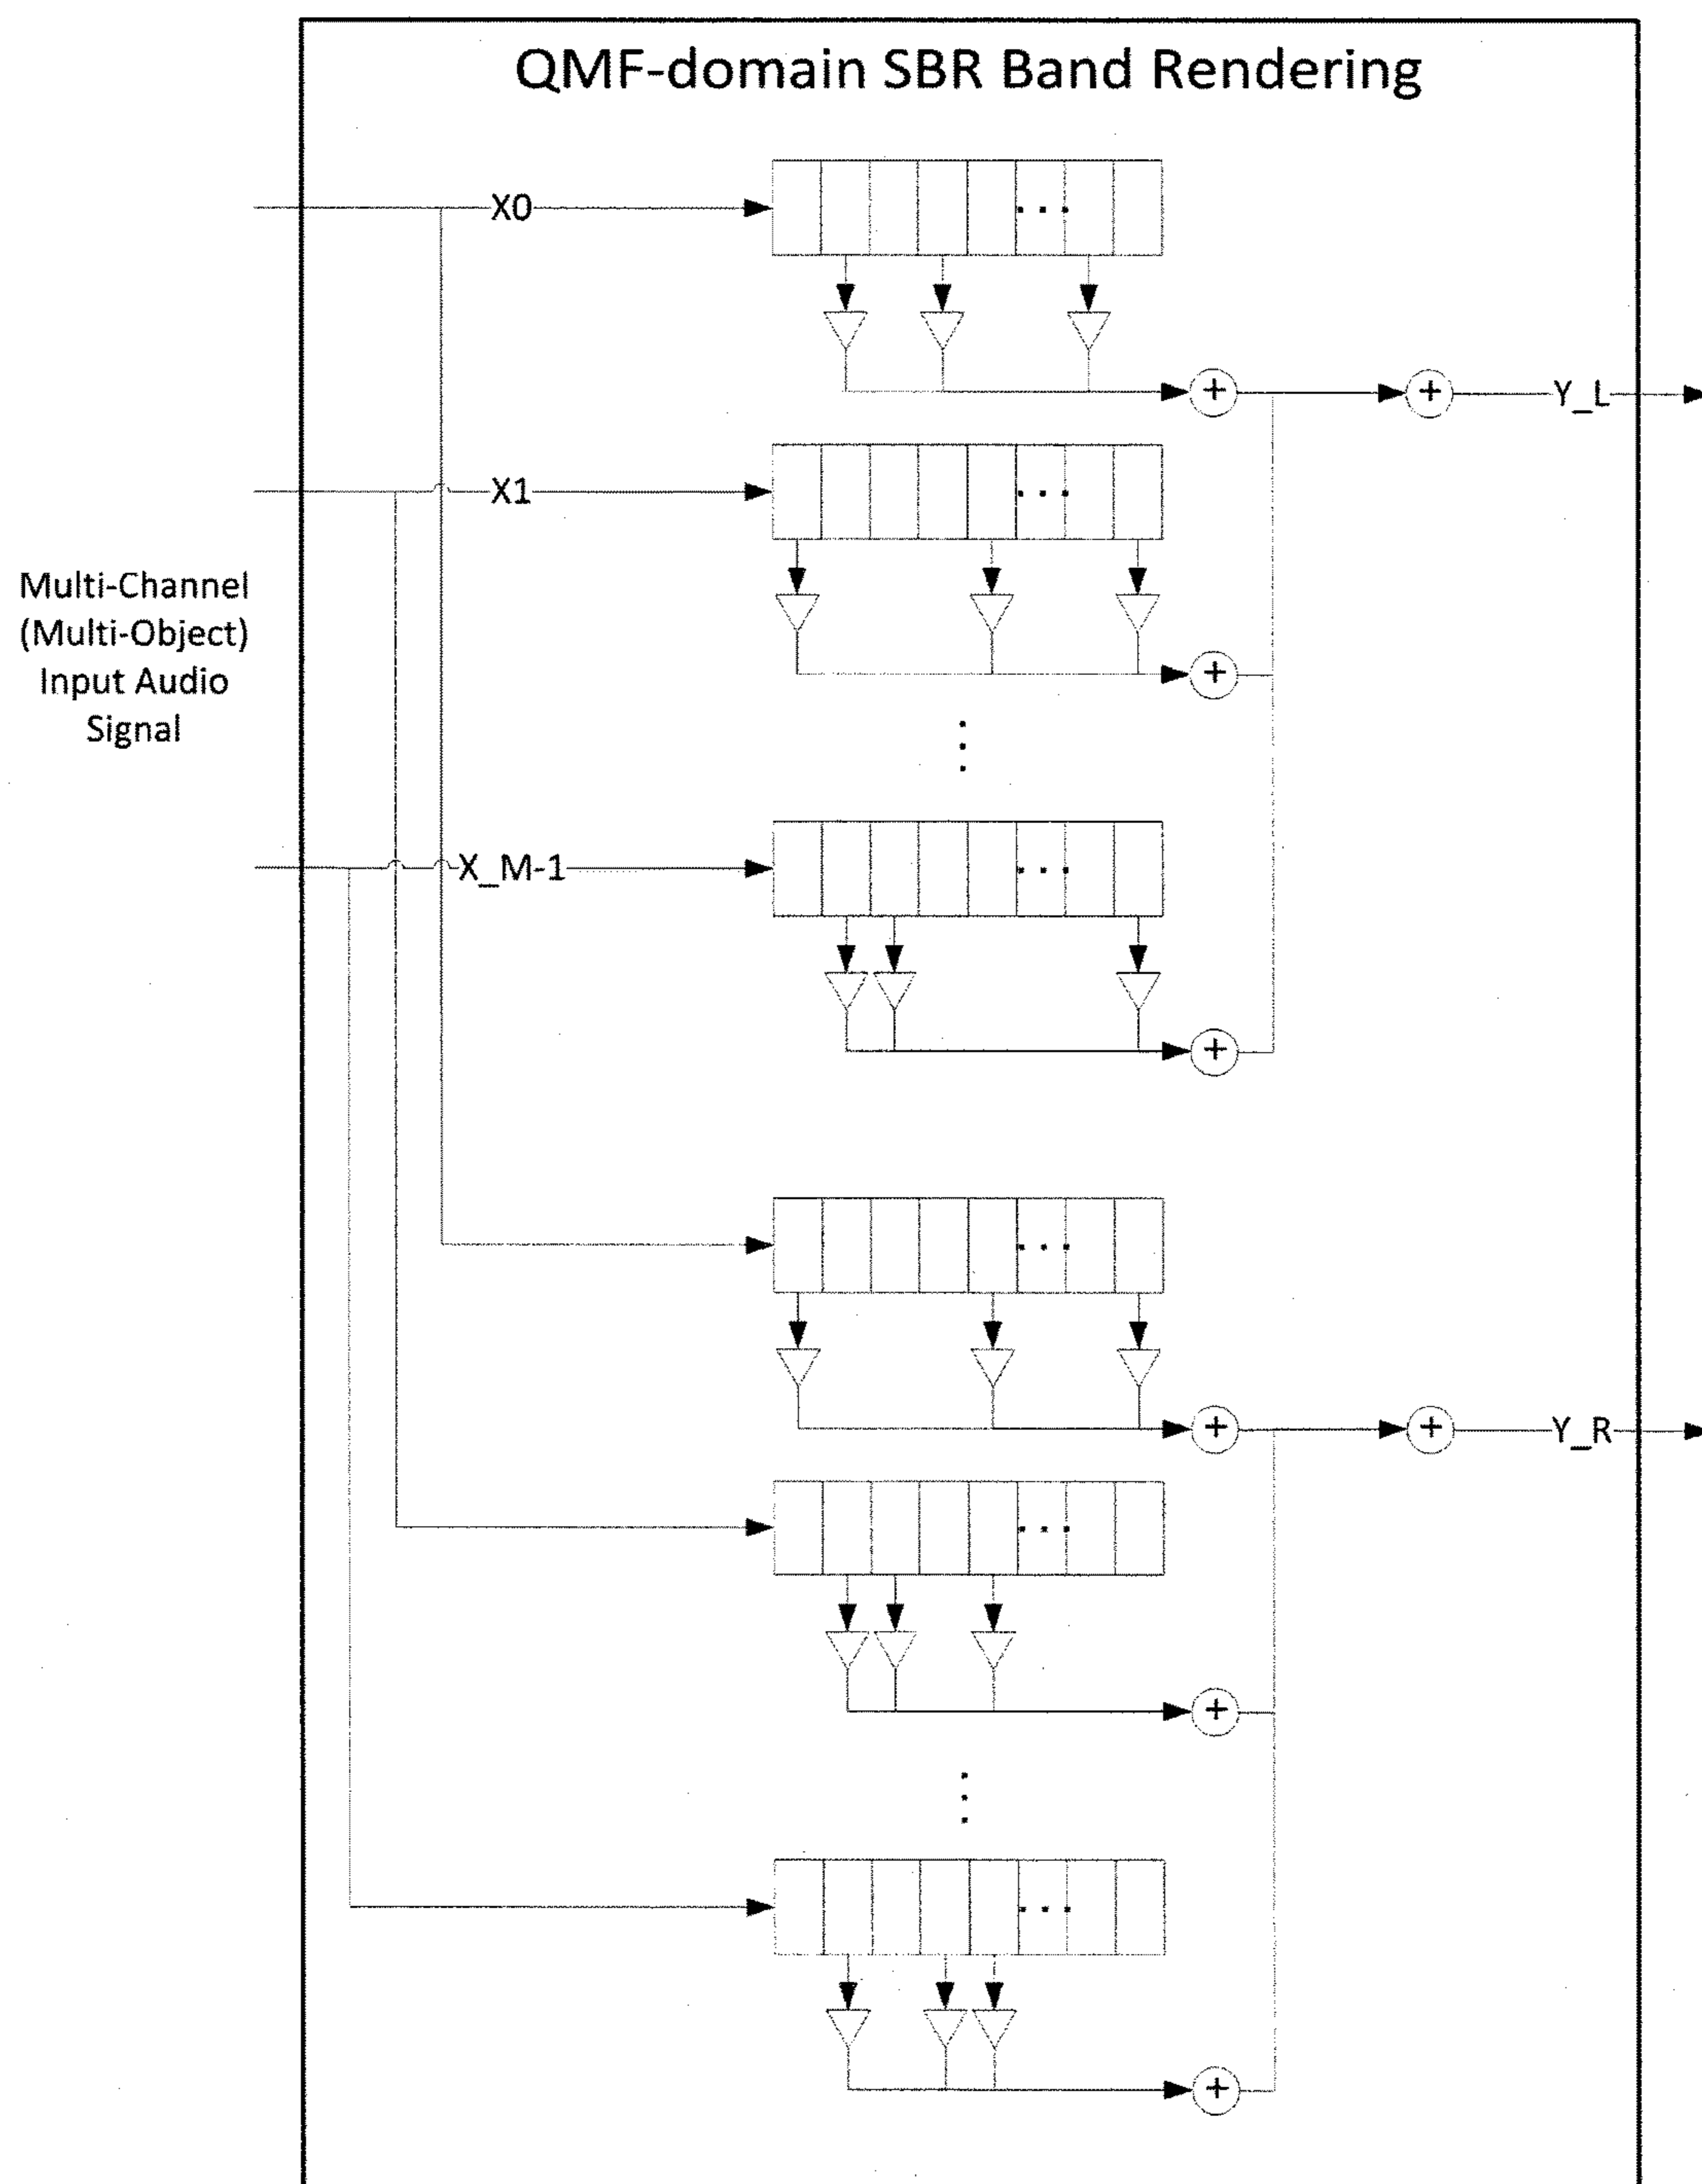 QMF-domain SBR Band Rendering
X0
Y_L
X1
Multi-Channel
(Multi-Object)
Input Audio
Signal
X_M-1
Y_R